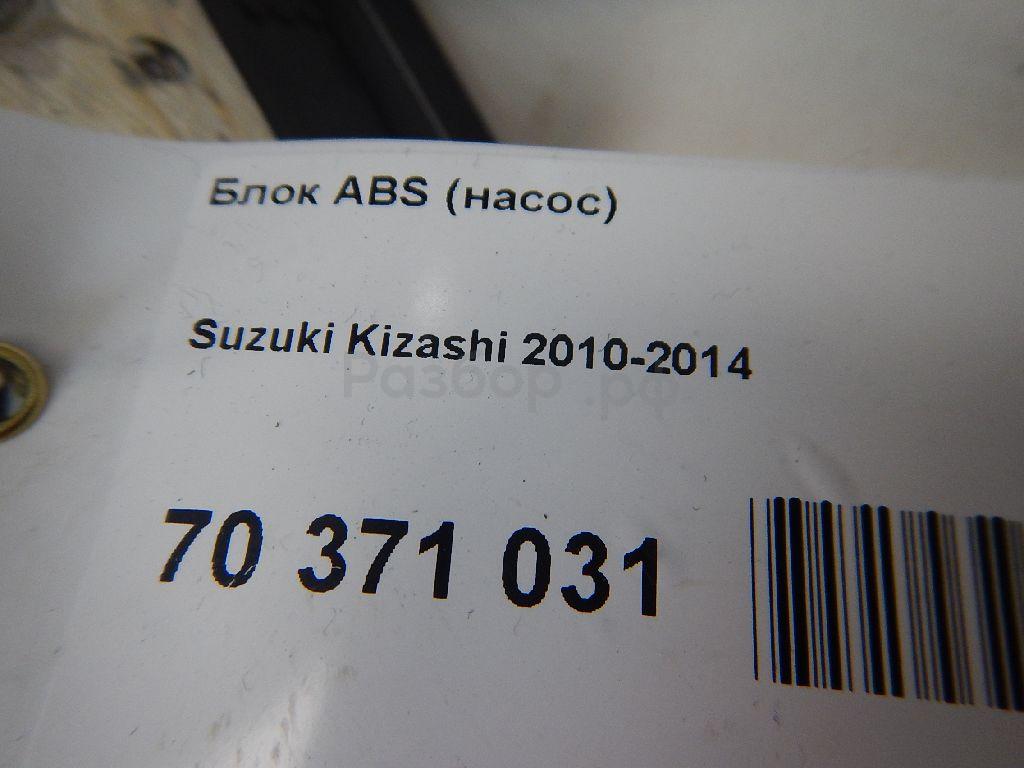 Блок ABS (насос)
Suzuki Kizashi 2010-2014
Разбор.рф
70 371 031